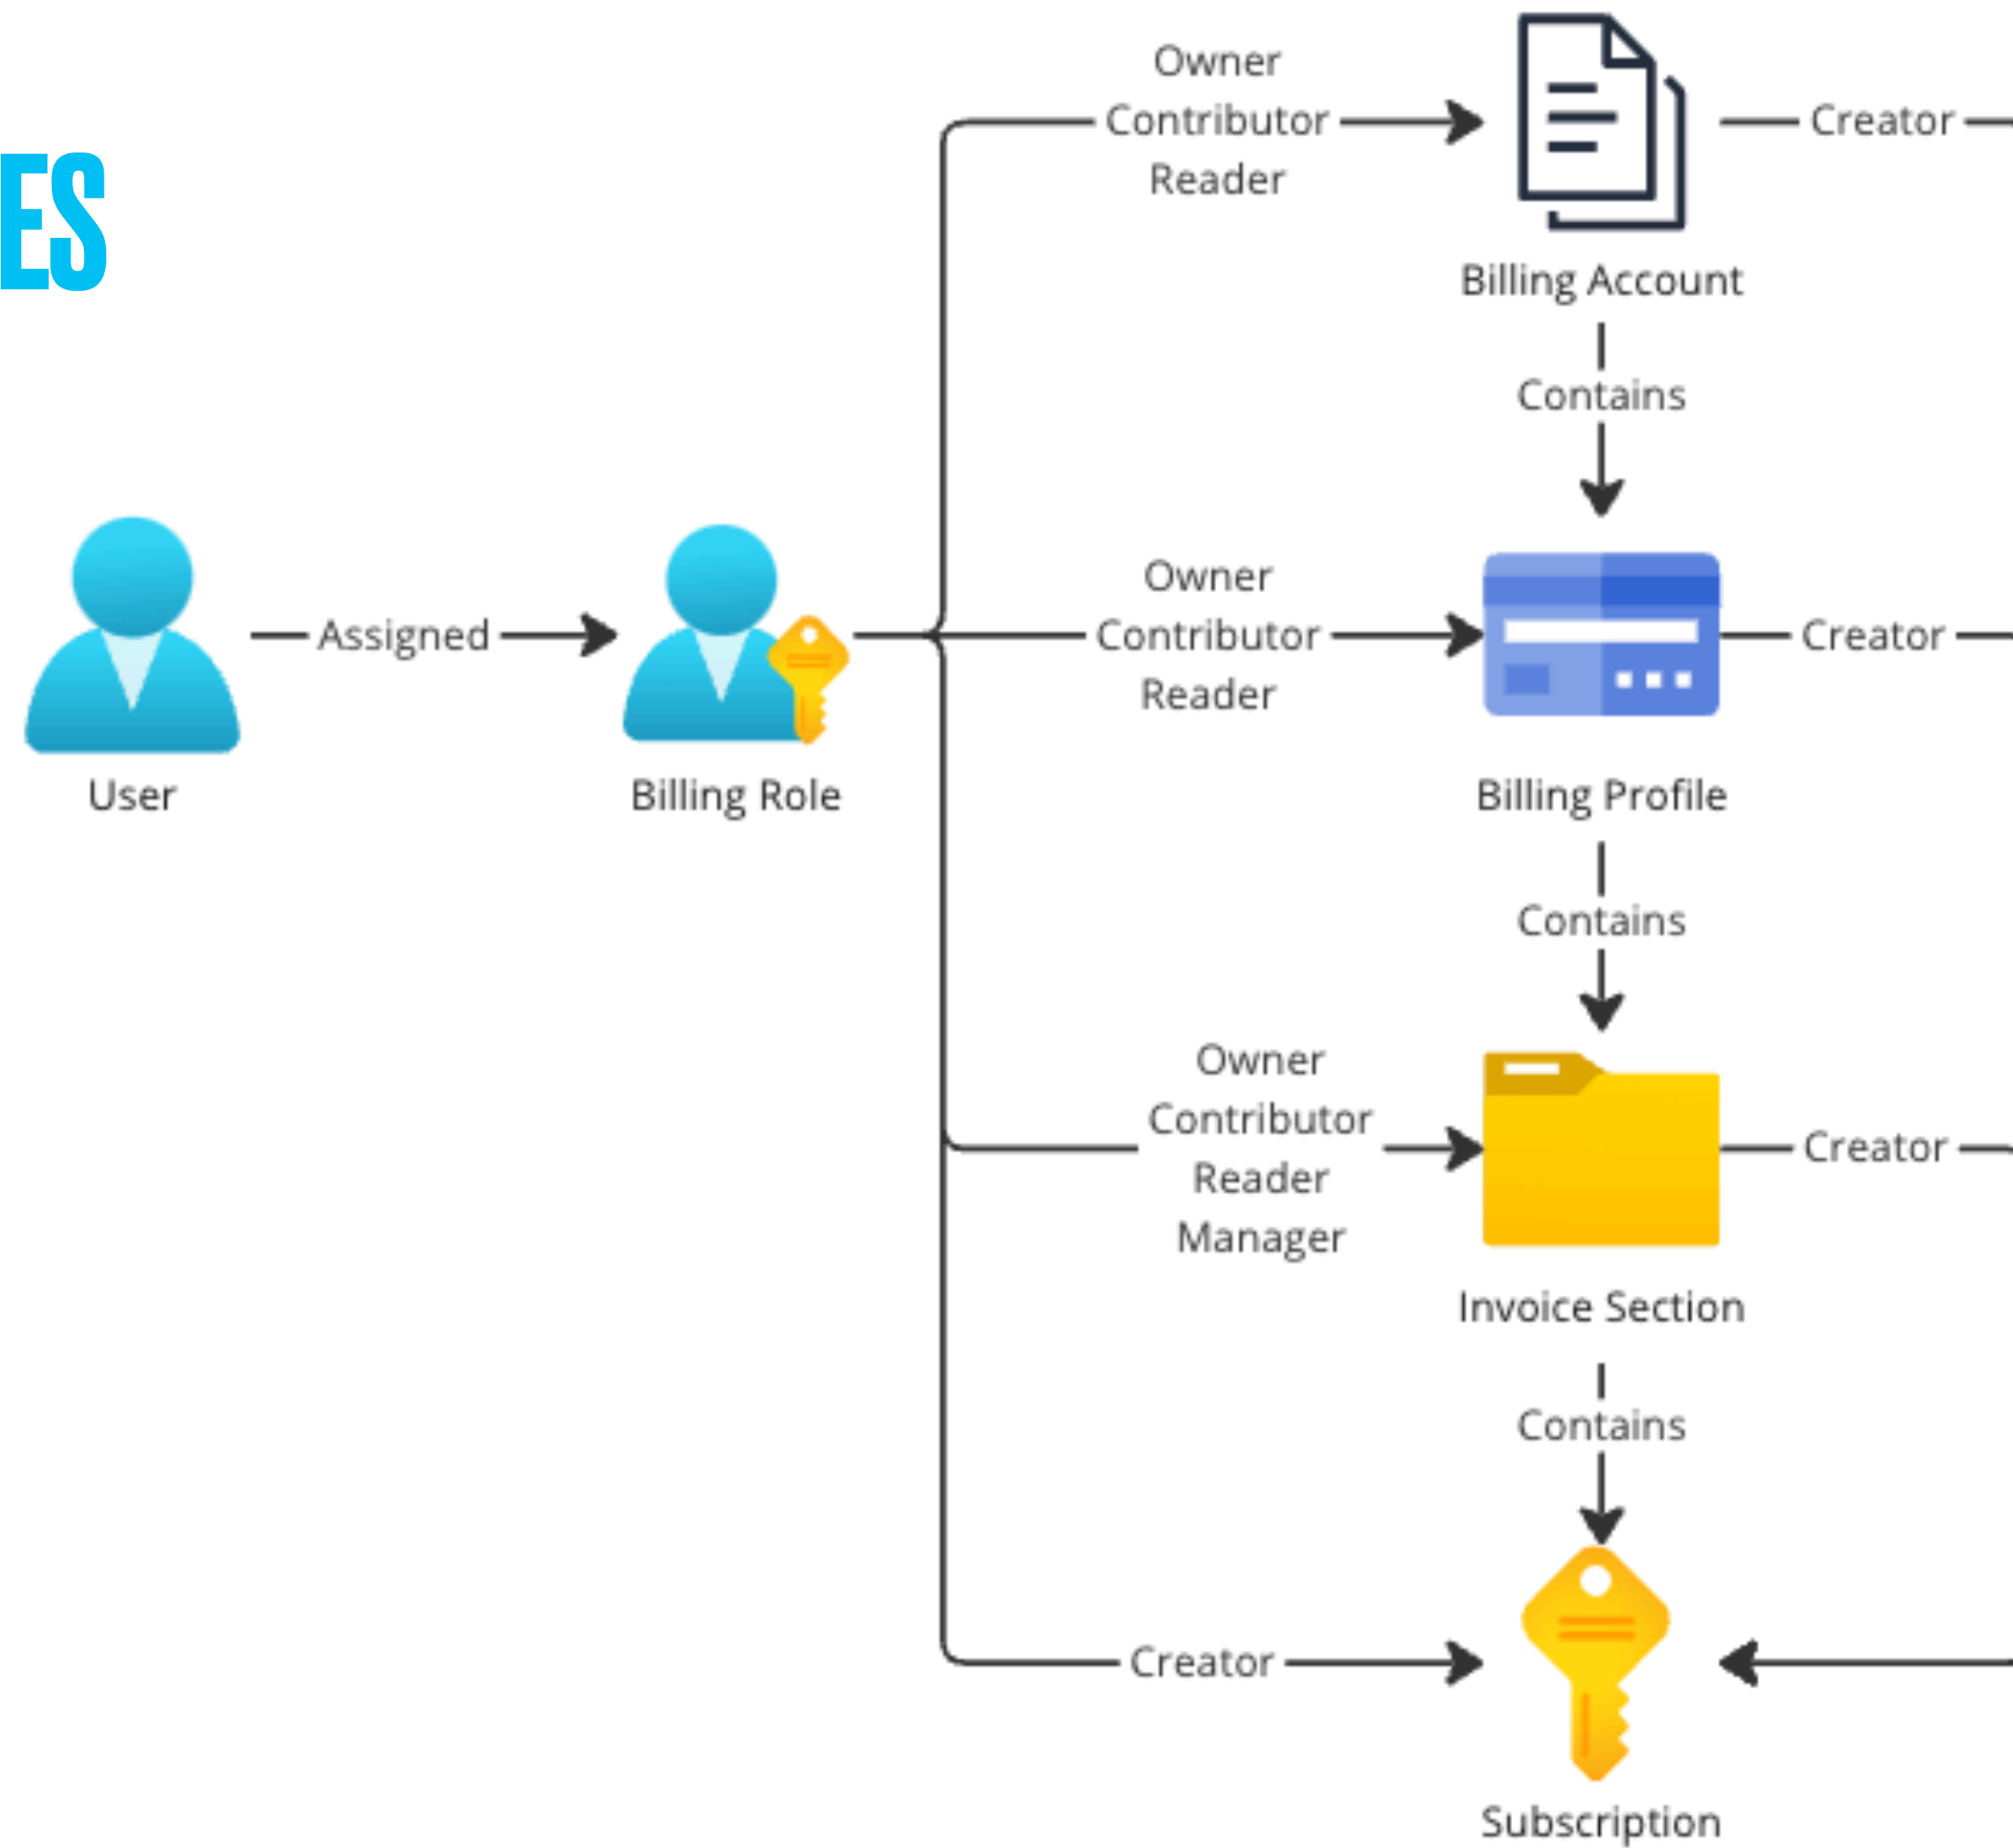 ES
Owner
Contributor
Reader
Creator
Billing Account
Contains
Assigned
Owner
Contributor
Reader
Creator
User
Billing Role
Billing Profile
Contains
Owner
Contributor
Reader
Manager
Creator
Invoice Section
Contains
Creator
Subscription